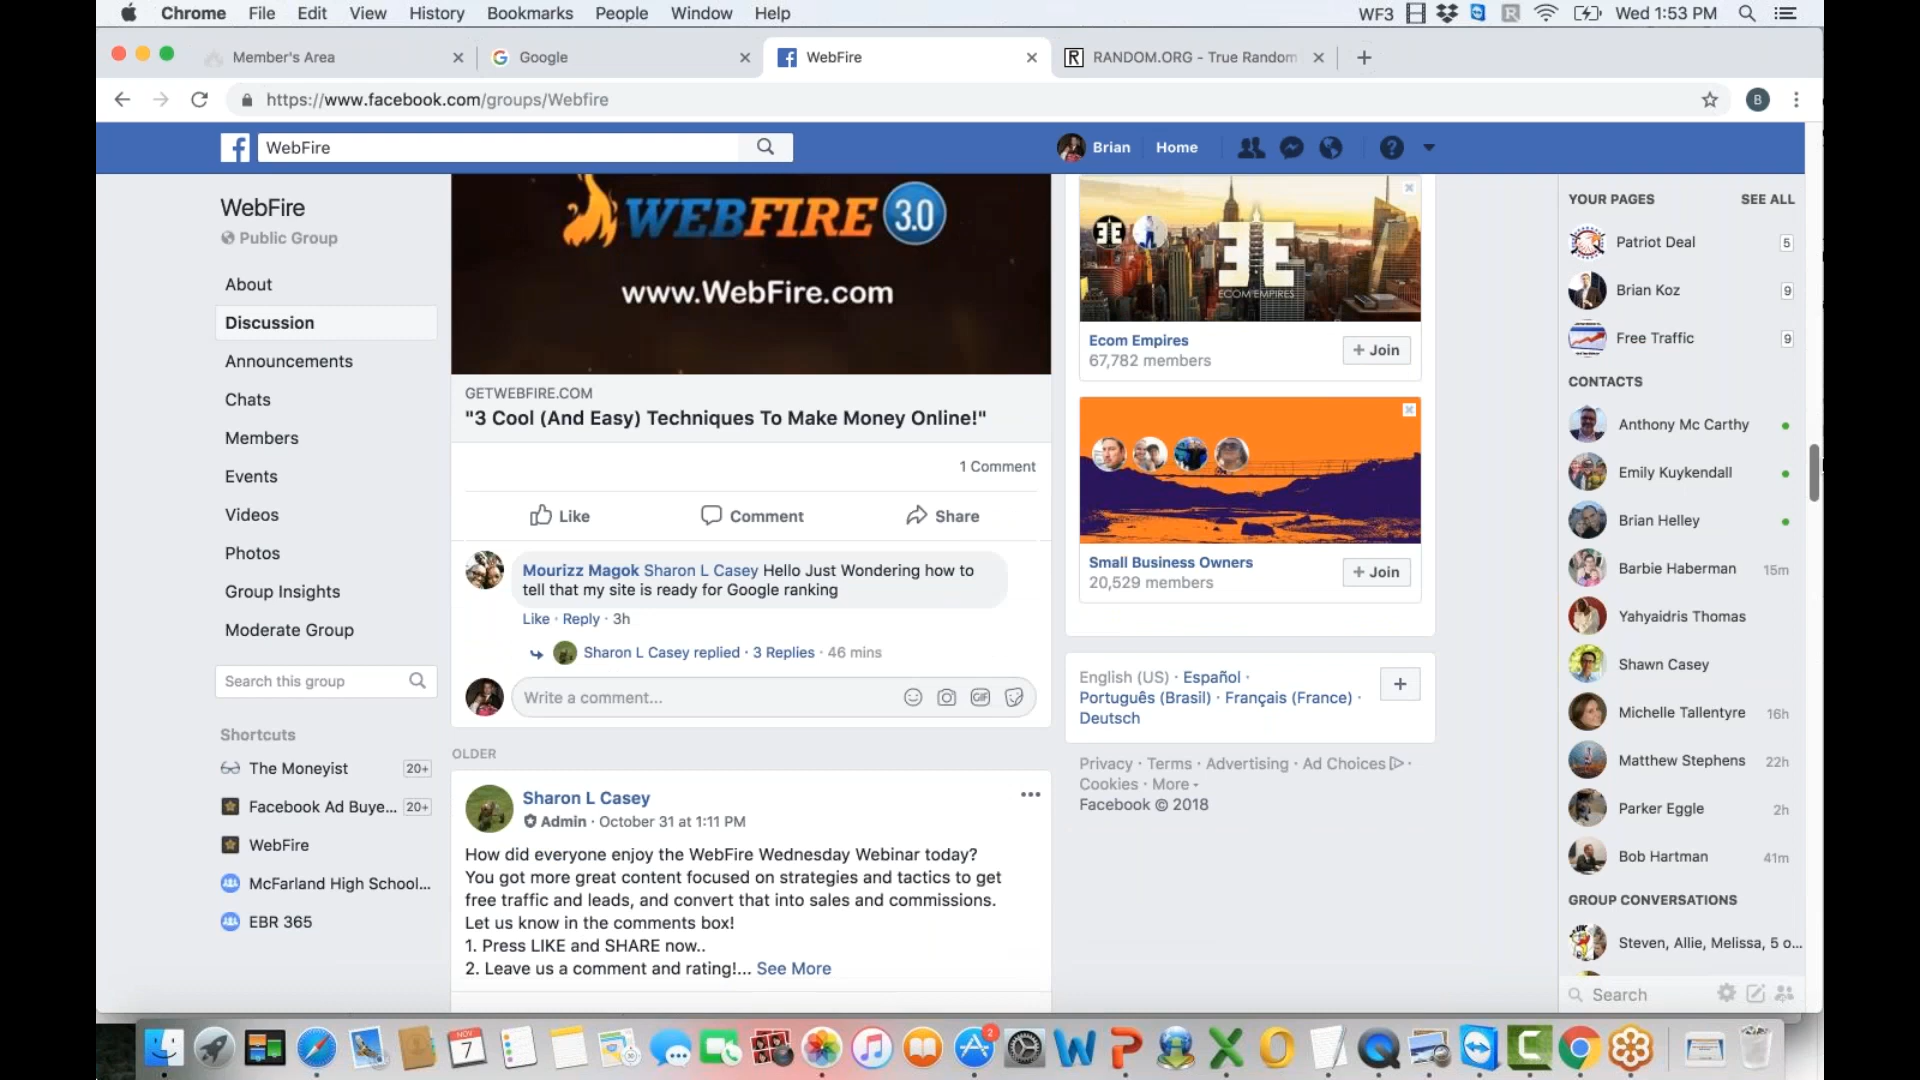 Chrome File Edit View History Bookmarks People Window Help
WF3 Wed 1:53 PM
Member's Area
Google
WebFire
RANDOM.ORG - True Random
https://www.facebook.com/groups/Webfire
B
WebFire
Brian Home
WebFire
Public Group
About
Discussion
Announcements
Chats
Members
Events
Videos
Photos
Group Insights
Moderate Group
Search this group
Shortcuts
The Moneyist 20+
Facebook Ad Buye... 20+
WebFire
McFarland High School...
EBR 365
WEBFIRE 3.0
www.WebFire.com
GETWEBFIRE.COM
"3 Cool (And Easy) Techniques To Make Money Online!"
1 Comment
Like Comment Share
Mourizz Magok Sharon L Casey Hello Just Wondering how to
tell that my site is ready for Google ranking
Like · Reply · 3h
Sharon L Casey replied · 3 Replies · 46 mins
Write a comment...
GIF
OLDER
Sharon L Casey
Admin · October 31 at 1:11 PM
How did everyone enjoy the WebFire Wednesday Webinar today?
You got more great content focused on strategies and tactics to get
free traffic and leads, and convert that into sales and commissions.
Let us know in the comments box!
1. Press LIKE and SHARE now..
2. Leave us a comment and rating!... See More
ECOM EMPIRES
Ecom Empires
67,782 members
+ Join
Small Business Owners
20,529 members
+ Join
English (US) · Español ·
Português (Brasil) · Français (France) ·
Deutsch
Privacy · Terms · Advertising · Ad Choices ·
Cookies · More
Facebook © 2018
YOUR PAGES SEE ALL
Patriot Deal 5
Brian Koz 9
Free Traffic 9
CONTACTS
Anthony Mc Carthy
Emily Kuykendall
Brian Helley
Barbie Haberman 15m
Yahyaidris Thomas
Shawn Casey
Michelle Tallentyre 16h
Matthew Stephens 22h
Parker Eggle 2h
Bob Hartman 41m
GROUP CONVERSATIONS
Steven, Allie, Melissa, 5 o...
Search
NOV
7
2